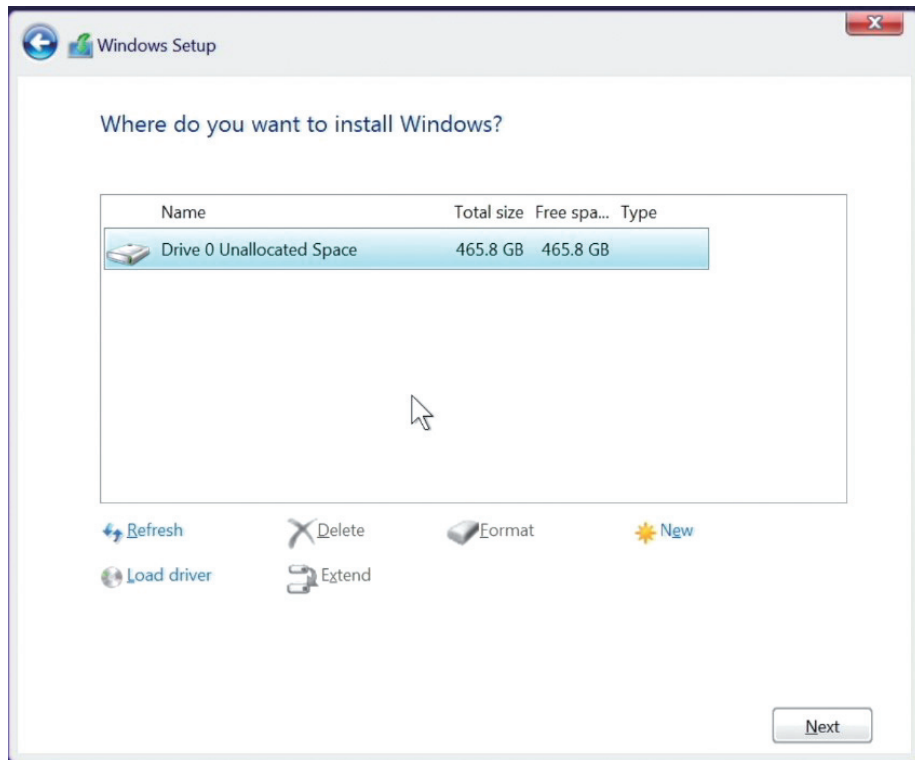 Windows Setup
Where do you want to install Windows?
Name Total size Free spa... Type
Drive 0 Unallocated Space 465.8 GB 465.8 GB
Refresh Delete Format New
Load driver Extend
Next